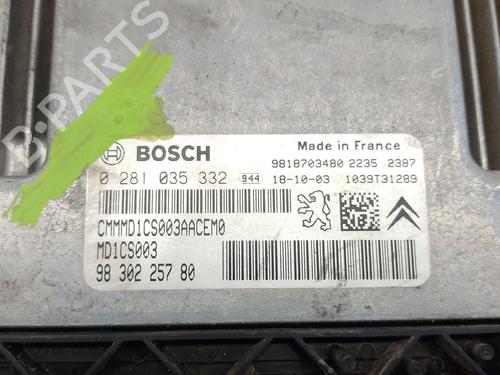 B-PARTS
BOSCH
Made in France
9818703480 2235 2387
0 281 035 332 944 18-10-03 1039T31289
CMMMD1CS003AACEM0
MD1CS003
98 302 257 80